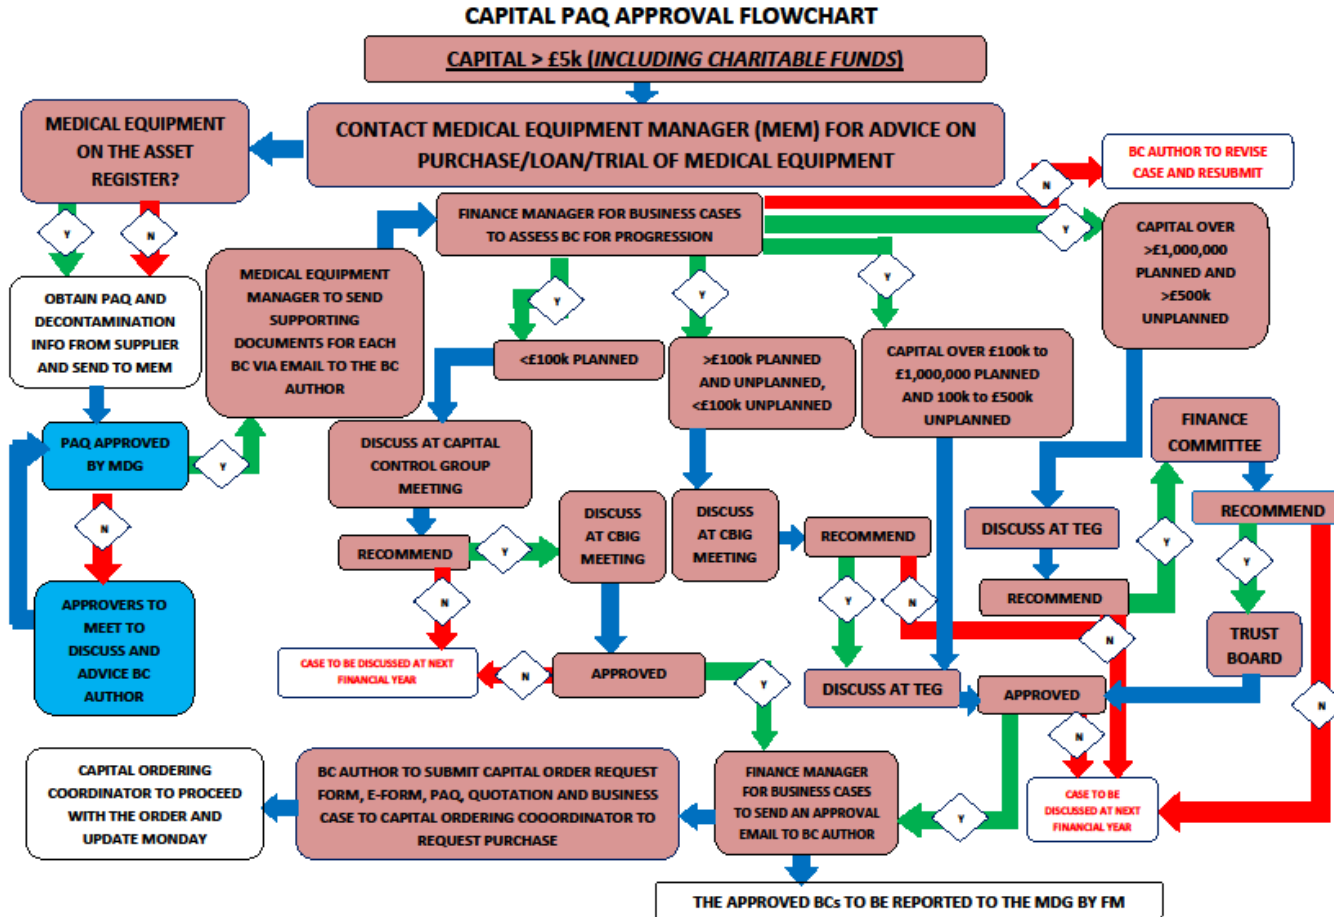 CAPITAL PAQ APPROVAL FLOWCHART
CAPITAL > £5k (INCLUDING CHARITABLE FUNDS)
CONTACT MEDICAL EQUIPMENT MANAGER (MEM) FOR ADVICE ON
PURCHASE/LOAN/TRIAL OF MEDICAL EQUIPMENT
MEDICAL EQUIPMENT
ON THE ASSET
REGISTER?
Y
N
OBTAIN PAQ AND
DECONTAMINATION
INFO FROM SUPPLIER
AND SEND TO MEM
PAQ APPROVED
BY MDG
Y
N
APPROVERS TO
MEET TO
DISCUSS AND
ADVICE BC
AUTHOR
MEDICAL EQUIPMENT
MANAGER TO SEND
SUPPORTING
DOCUMENTS FOR EACH
BC VIA EMAIL TO THE BC
AUTHOR
FINANCE MANAGER FOR BUSINESS CASES
TO ASSESS BC FOR PROGRESSION
N
BC AUTHOR TO REVISE
CASE AND RESUBMIT
Y
Y
Y
Y
<£100k PLANNED
>£100k PLANNED
AND UNPLANNED,
<£100k UNPLANNED
CAPITAL OVER £100k to
£1,000,000 PLANNED
AND 100k to £500k
UNPLANNED
CAPITAL OVER
>£1,000,000
PLANNED AND
>£500k
UNPLANNED
DISCUSS AT CAPITAL
CONTROL GROUP
MEETING
RECOMMEND
Y
N
DISCUSS
AT CBIG
MEETING
CASE TO BE DISCUSSED AT NEXT
FINANCIAL YEAR
N
APPROVED
Y
DISCUSS
AT CBIG
MEETING
RECOMMEND
Y
N
DISCUSS AT TEG
DISCUSS AT TEG
RECOMMEND
Y
N
FINANCE
COMMITTEE
RECOMMEND
Y
N
TRUST
BOARD
APPROVED
N
Y
CASE TO BE
DISCUSSED AT NEXT
FINANCIAL YEAR
FINANCE MANAGER
FOR BUSINESS CASES
TO SEND AN APPROVAL
EMAIL TO BC AUTHOR
BC AUTHOR TO SUBMIT CAPITAL ORDER REQUEST
FORM, E-FORM, PAQ, QUOTATION AND BUSINESS
CASE TO CAPITAL ORDERING COOORDINATOR TO
REQUEST PURCHASE
CAPITAL ORDERING
COORDINATOR TO PROCEED
WITH THE ORDER AND
UPDATE MONDAY
THE APPROVED BCs TO BE REPORTED TO THE MDG BY FM